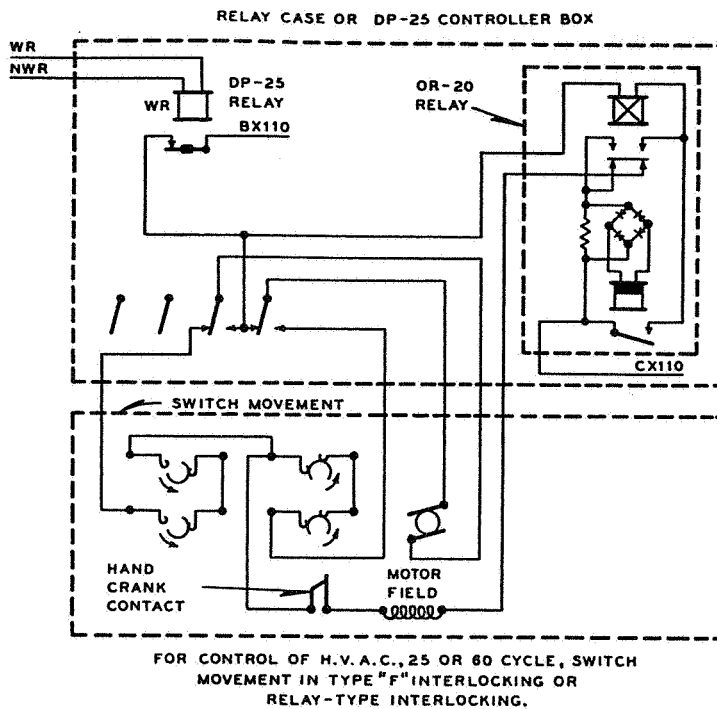 RELAY CASE OR DP-25 CONTROLLER BOX
WR
NWR
DP-25
RELAY
WR
BX110
OR-20
RELAY
CX110
SWITCH MOVEMENT
HAND
CRANK
CONTACT
MOTOR
FIELD
FOR CONTROL OF H.V.A.C., 25 OR 60 CYCLE, SWITCH
MOVEMENT IN TYPE "F" INTERLOCKING OR
RELAY-TYPE INTERLOCKING.